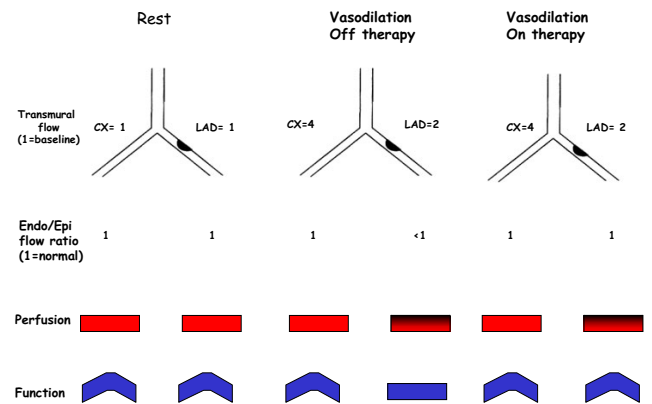 Rest
Vasodilation
Off therapy
Vasodilation
On therapy
Transmural
flow
(1=baseline)
CX= 1
LAD= 1
CX=4
LAD=2
CX=4
LAD= 2
Endo/Epi
flow ratio
(1=normal)
1
1
1
<1
1
1
Perfusion
Function